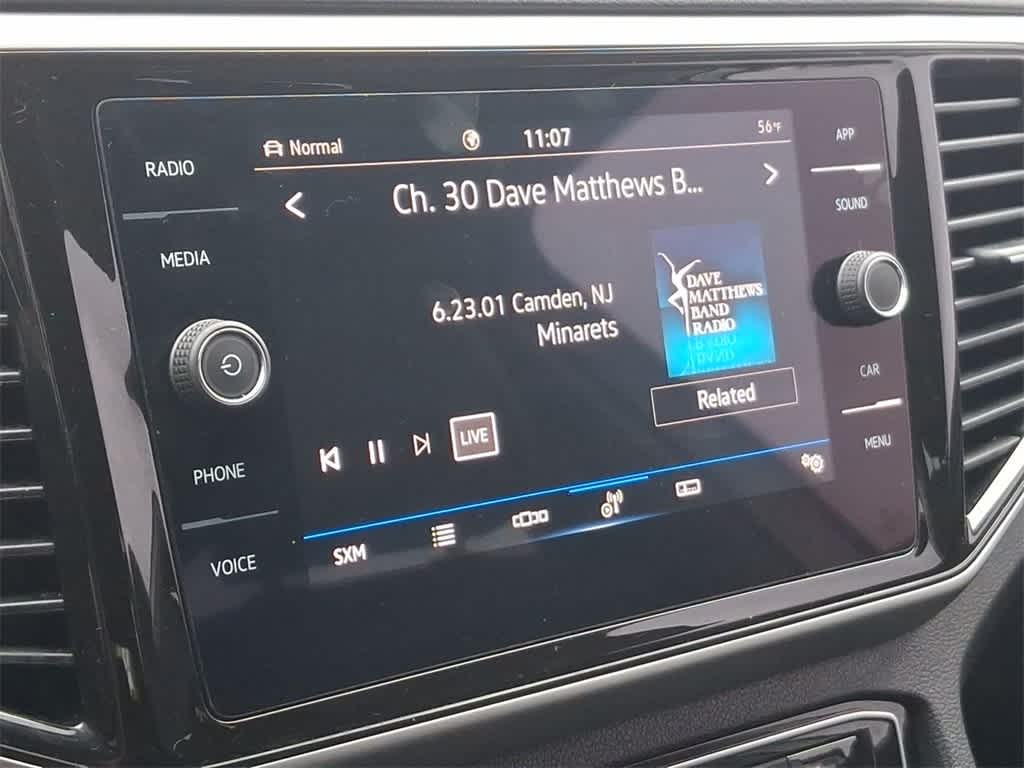 RADIO
MEDIA
PHONE
VOICE
Normal
11:07
56°F
Ch. 30 Dave Matthews B...
6.23.01 Camden, NJ
Minarets
DAVE
MATTHEWS
BAND
RADIO
Related
LIVE
SXM
APP
SOUND
CAR
MENU